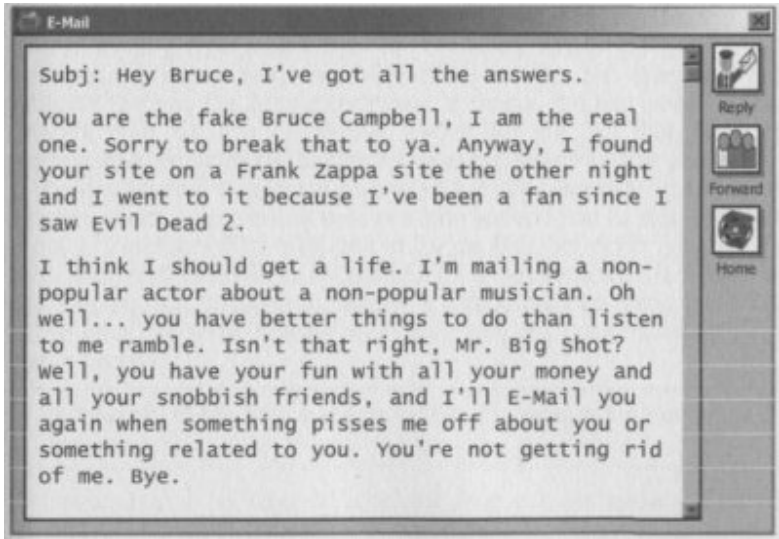 E-Mail
Subj: Hey Bruce, I've got all the answers.
You are the fake Bruce Campbell, I am the real
one. Sorry to break that to ya. Anyway, I found
your site on a Frank Zappa site the other night
and I went to it because I've been a fan since I
saw Evil Dead 2.
I think I should get a life. I'm mailing a non-
popular actor about a non-popular musician. Oh
well... you have better things to do than listen
to me ramble. Isn't that right, Mr. Big Shot?
Well, you have your fun with all your money and
all your snobbish friends, and I'll E-Mail you
again when something pisses me off about you or
something related to you. You're not getting rid
of me. Bye.
Reply
Forward
Home